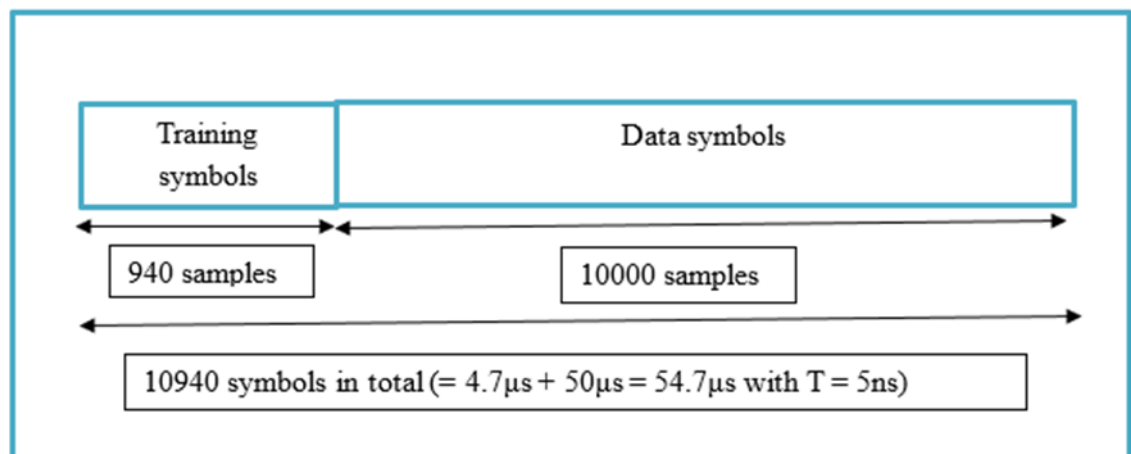 Training
symbols
Data symbols
940 samples
10000 samples
10940 symbols in total (= 4.7μs + 50μs = 54.7μs with T = 5ns)